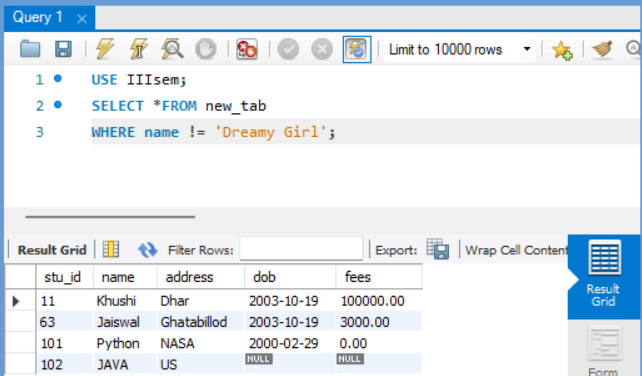 Query 1
Limit to 10000 rows
1 USE IIIsem;
2 SELECT *FROM new_tab
3 WHERE name != 'Dreamy Girl';
Result Grid Filter Rows: Export: Wrap Cell Content
stu_id name address dob fees
11 Khushi Dhar 2003-10-19 100000.00
63 Jaiswal Ghatabillod 2003-10-19 3000.00
101 Python NASA 2000-02-29 0.00
102 JAVA US NULL NULL
Result
Grid
Form